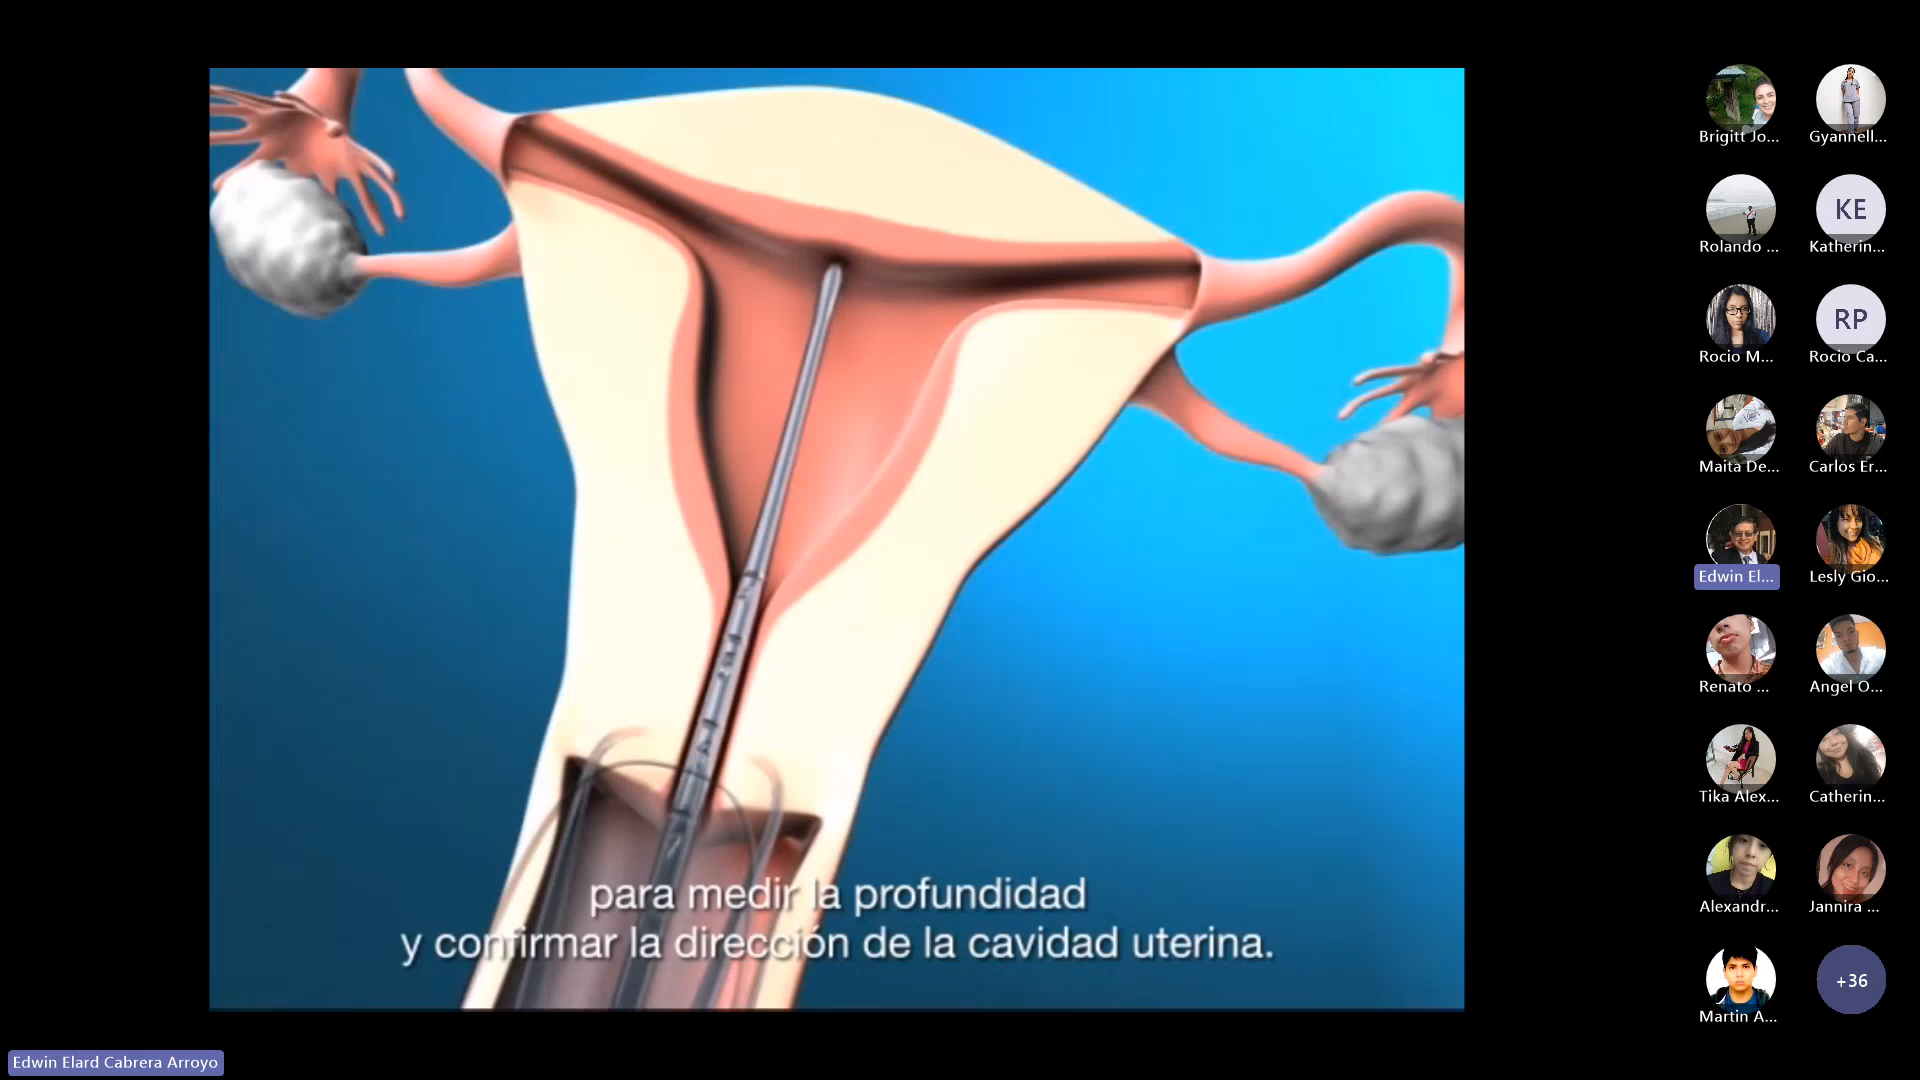 para medir la profundidad
y confirmar la dirección de la cavidad uterina.
Brigitt Jo...
Gyannell...
Rolando ...
KE
Katherin...
Rocio M...
RP
Rocio Ca...
Maita De...
Carlos Er...
Edwin El...
Lesly Gio...
Renato ...
Angel O...
Tika Alex...
Catherin...
Alexandr...
Jannira ...
Martin A...
+36
Edwin Elard Cabrera Arroyo